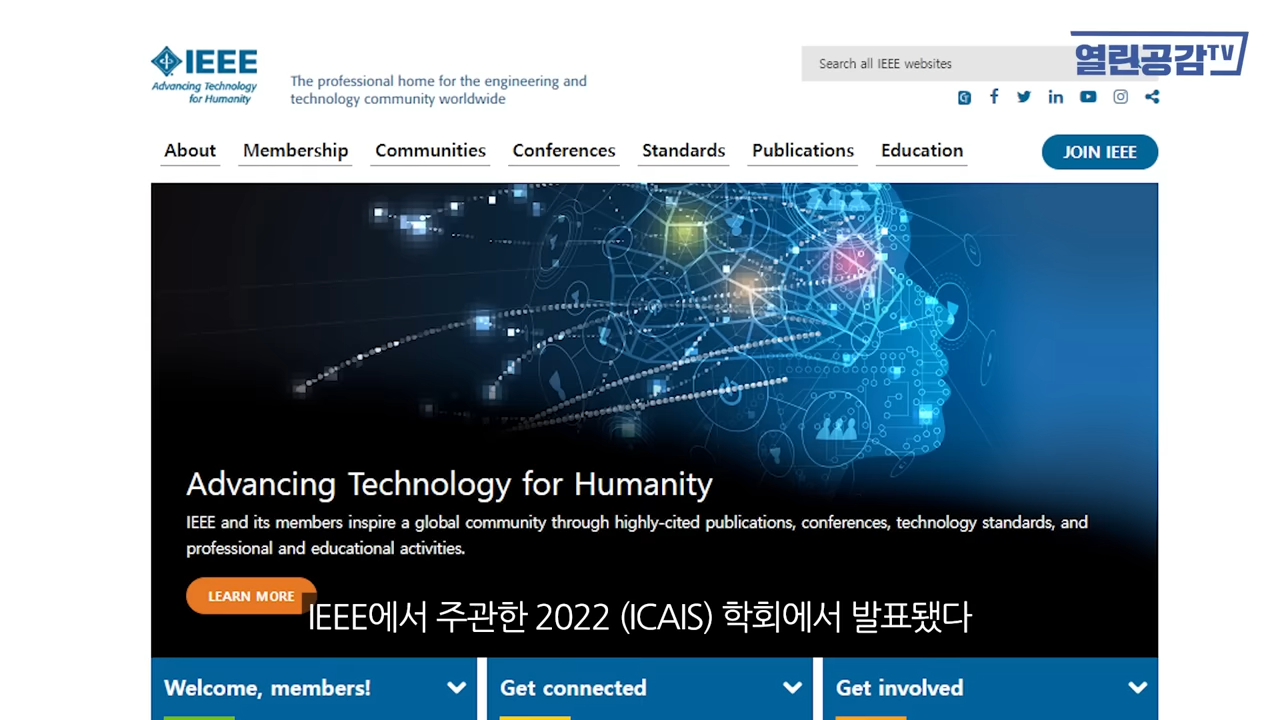 IEEE
Advancing Technology
for Humanity
The professional home for the engineering and
technology community worldwide
Search all IEEE websites
열린공감TV
About Membership Communities Conferences Standards Publications Education
JOIN IEEE
Advancing Technology for Humanity
IEEE and its members inspire a global community through highly-cited publications, conferences, technology standards, and
professional and educational activities.
LEARN MORE
IEEE에서 주관한 2022 (ICAIS) 학회에서 발표됐다
Welcome, members! Get connected Get involved